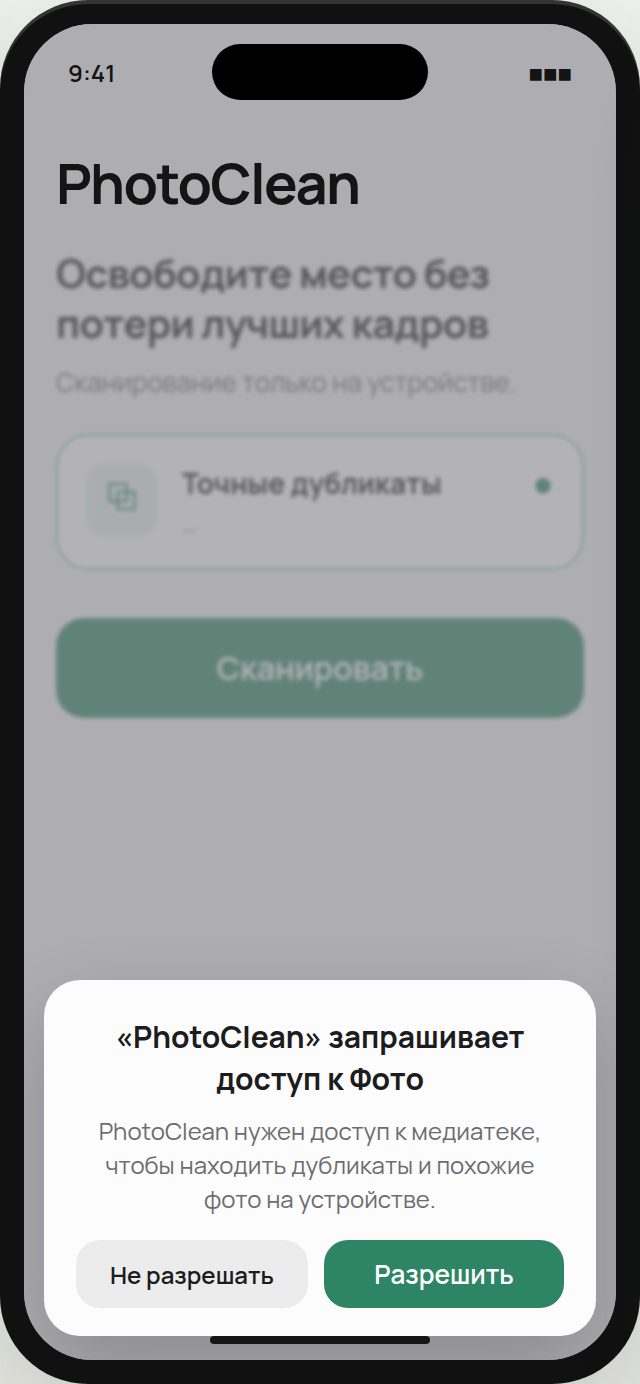 9:41
PhotoClean
Освободите место без
потери лучших кадров
Сканирование только на устройстве.
Точные дубликаты
—
Сканировать
«PhotoClean» запрашивает
доступ к Фото
PhotoClean нужен доступ к медиатеке,
чтобы находить дубликаты и похожие
фото на устройстве.
Не разрешать
Разрешить